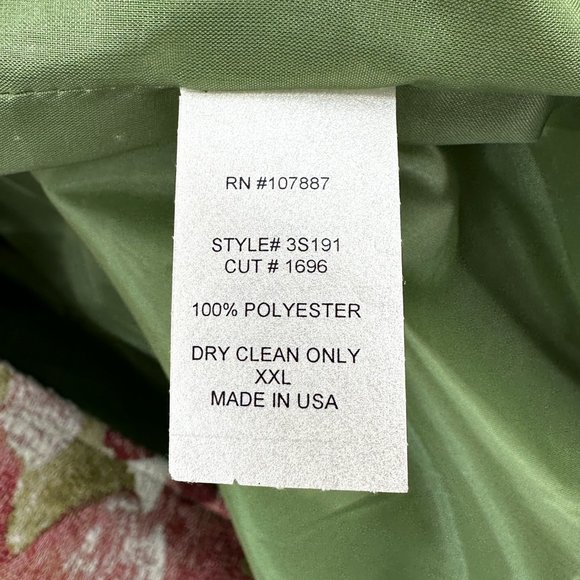 RN #107887
STYLE# 3S191
CUT # 1696
100% POLYESTER
DRY CLEAN ONLY
XXL
MADE IN USA